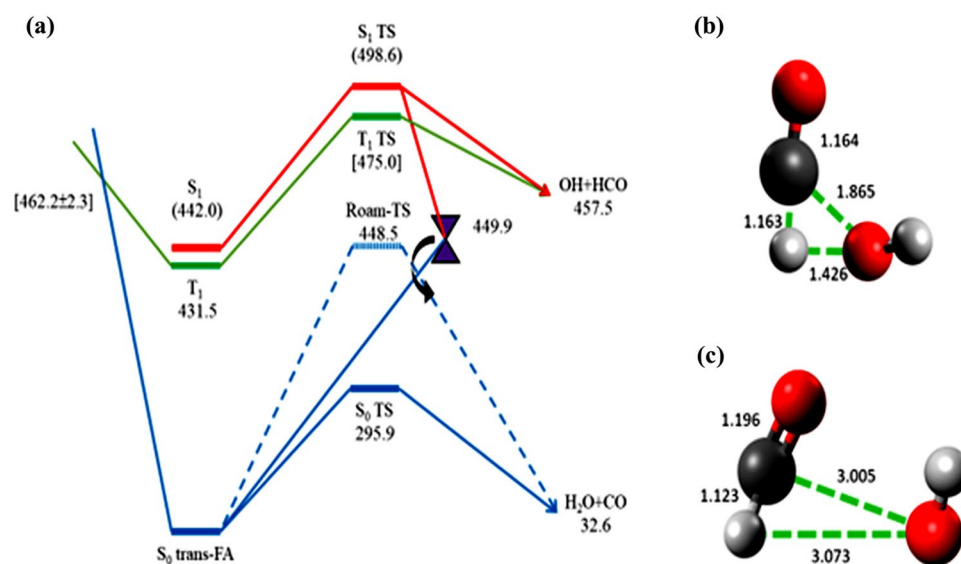 (a)
S₁ TS
(498.6)
T₁ TS
[475.0]
[462.2±2.3]
S₁
(442.0)
T₁
431.5
Roam-TS
448.5
449.9
OH+HCO
457.5
S₀ TS
295.9
H₂O+CO
32.6
S₀ trans-FA
(b)
1.164
1.865
1.163
1.426
(c)
1.196
3.005
1.123
3.073